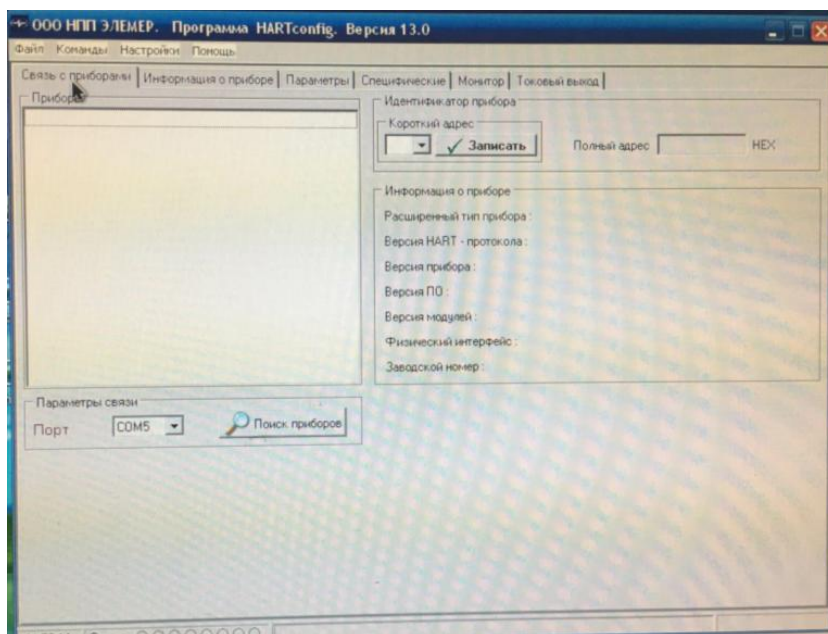 ООО НПП ЭЛЕМЕР. Программа HARTconfig. Версия 13.0
Файл Команды Настройки Помощь
Связь с приборами Информация о приборе Параметры Специфические Монитор Токовый выход
Приборы
Идентификатор прибора
Короткий адрес
Записать
Полный адрес
HEX
Информация о приборе
Расширенный тип прибора :
Версия HART - протокола :
Версия прибора :
Версия ПО :
Версия модулей :
Физический интерфейс :
Заводской номер :
Параметры связи
Порт
COM5
Поиск приборов